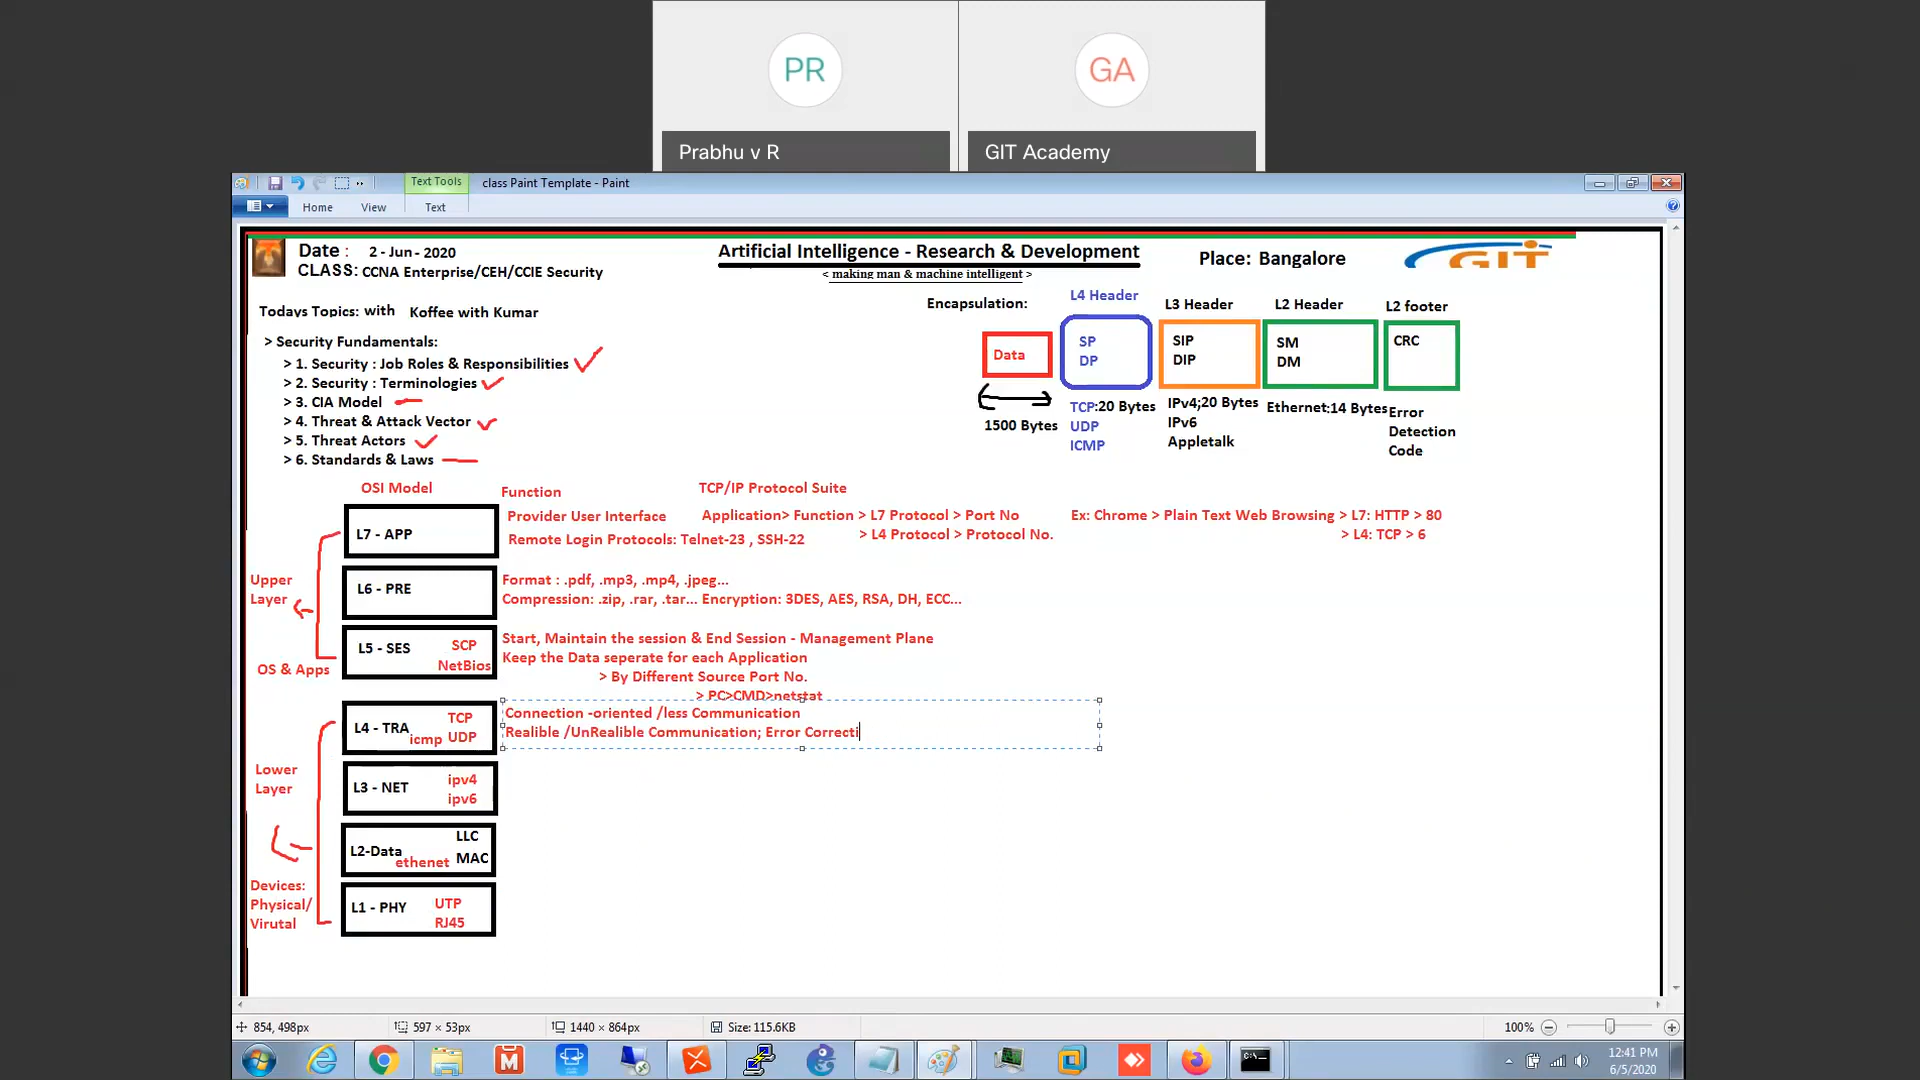 PR
GA
Prabhu v R
GIT Academy
Text Tools
class Paint Template - Paint
Home
View
Text
Date : 2 - Jun - 2020
CLASS: CCNA Enterprise/CEH/CCIE Security
Artificial Intelligence - Research & Development
< making man & machine intelligent >
Place: Bangalore
GIT
Todays Topics: with Koffee with Kumar
> Security Fundamentals:
> 1. Security : Job Roles & Responsibilities
> 2. Security : Terminologies
> 3. CIA Model
> 4. Threat & Attack Vector
> 5. Threat Actors
> 6. Standards & Laws
Encapsulation:
L4 Header
L3 Header
L2 Header
L2 footer
Data
SP
DP
SIP
DIP
SM
DM
CRC
1500 Bytes
TCP:20 Bytes
UDP
ICMP
IPv4;20 Bytes
IPv6
Appletalk
Ethernet:14 Bytes
Error
Detection
Code
OSI Model
Function
TCP/IP Protocol Suite
L7 - APP
Provider User Interface
Remote Login Protocols: Telnet-23 , SSH-22
Application> Function > L7 Protocol > Port No
> L4 Protocol > Protocol No.
Ex: Chrome > Plain Text Web Browsing > L7: HTTP > 80
> L4: TCP > 6
Upper
Layer
L6 - PRE
Format : .pdf, .mp3, .mp4, .jpeg...
Compression: .zip, .rar, .tar... Encryption: 3DES, AES, RSA, DH, ECC...
L5 - SES
SCP
NetBios
OS & Apps
Start, Maintain the session & End Session - Management Plane
Keep the Data seperate for each Application
> By Different Source Port No.
> PC>CMD>netstat
L4 - TRA
TCP
icmp UDP
Connection -oriented /less Communication
Realible /UnRealible Communication; Error Correcti
Lower
Layer
L3 - NET
ipv4
ipv6
L2-Data
ethenet
LLC
MAC
Devices:
Physical/
Virutal
L1 - PHY
UTP
RJ45
854, 498px
597 × 53px
1440 × 864px
Size: 115.6KB
100%
12:41 PM
6/5/2020